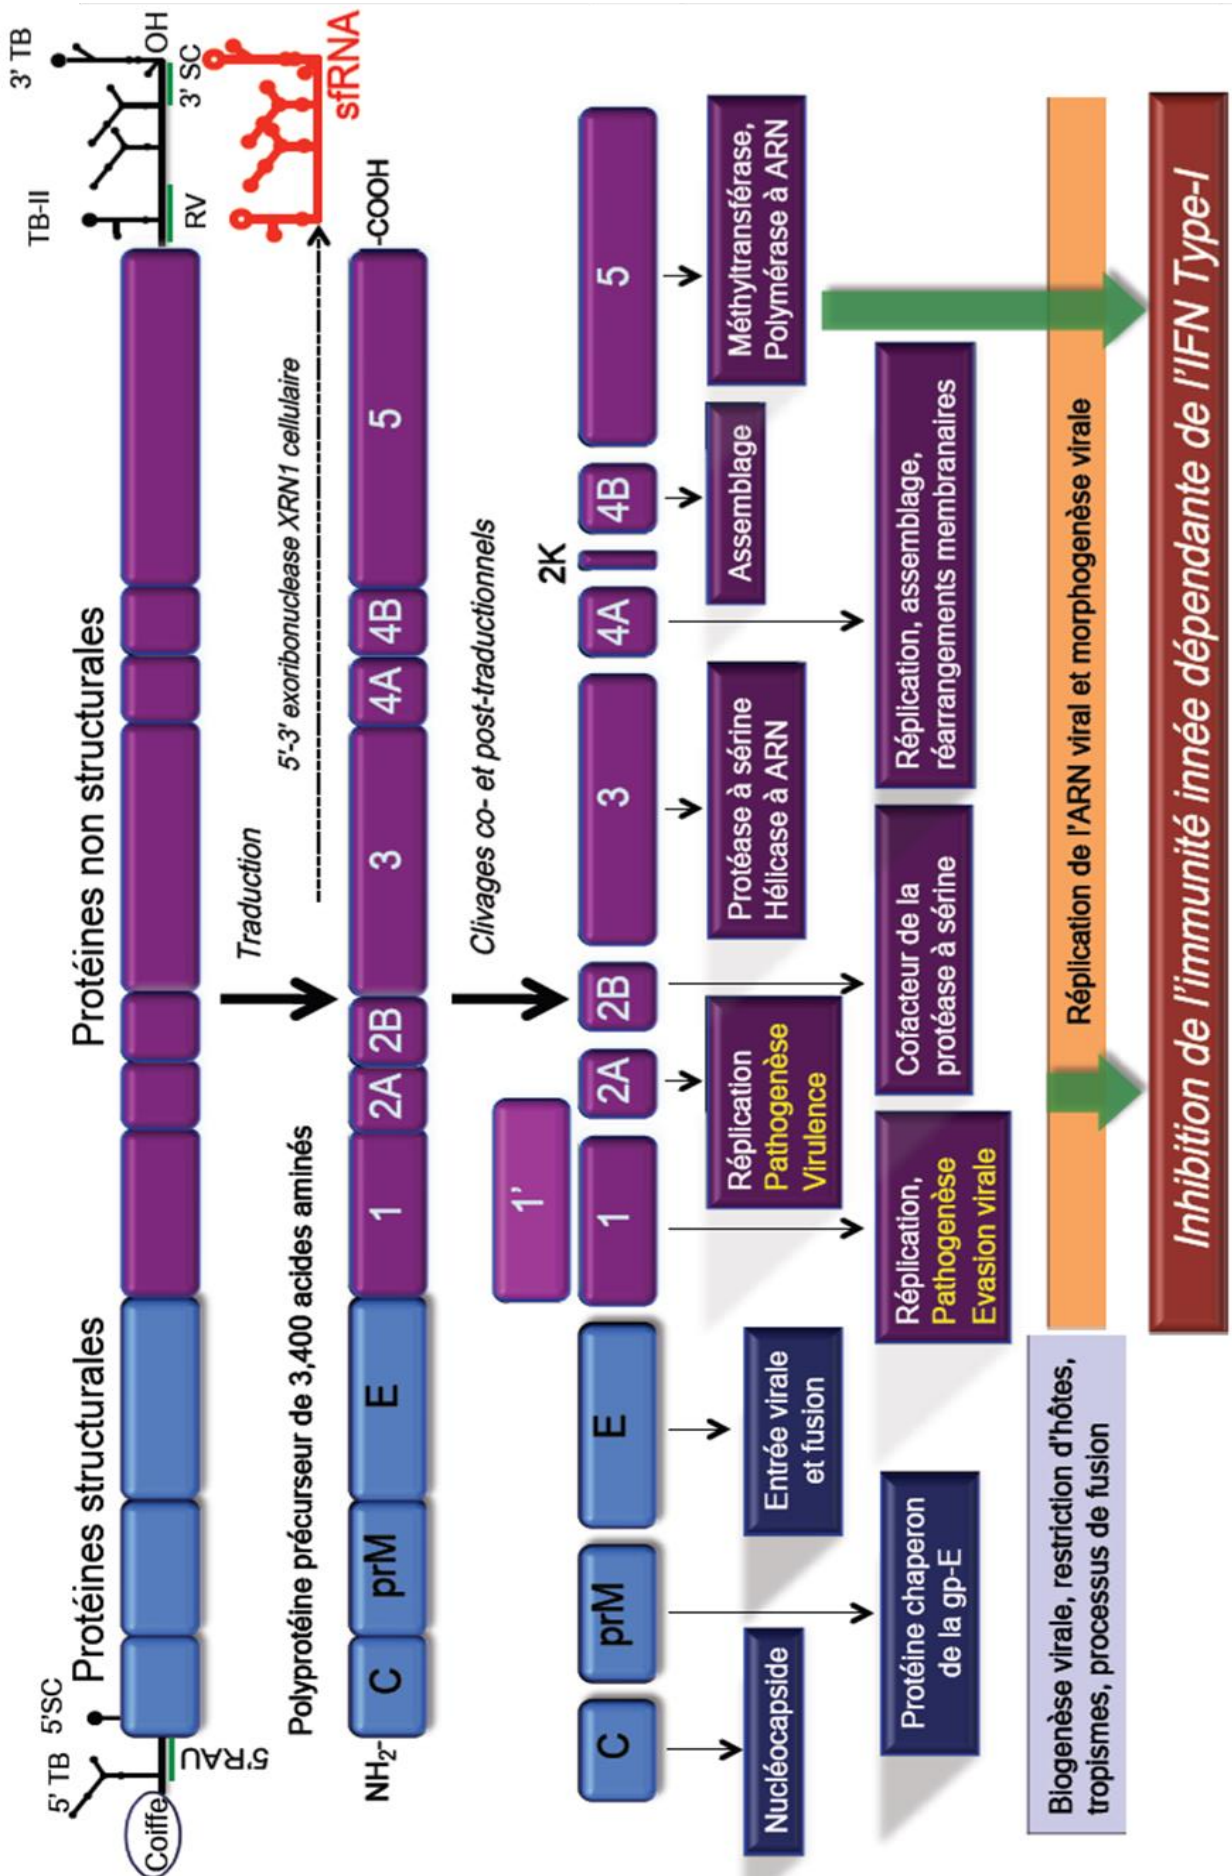 Protéines structurales
Protéines non structurales
5' TB
5'SC
Coiffe
5'RAU
TB-II
3' TB
RV
3' SC
OH
Traduction
5'-3' exoribonuclease XRN1 cellulaire
sfRNA
Polyprotéine précurseur de 3,400 acides aminés
NH2-
C
prM
E
1
2A
2B
3
4A
4B
5
-COOH
Clivages co- et post-traductionnels
1'
2K
C
prM
E
1
2A
2B
3
4A
4B
5
Nucléocapside
Entrée virale
et fusion
Réplication
Pathogenèse
Virulence
Protéase à sérine
Hélicase à ARN
Assemblage
Méthyltransférase,
Polymérase à ARN
Protéine chaperon
de la gp-E
Réplication,
Pathogenèse
Evasion virale
Cofacteur de la
protéase à sérine
Réplication, assemblage,
réarrangements membranaires
Biogenèse virale, restriction d'hôtes,
tropismes, processus de fusion
Réplication de l'ARN viral et morphogenèse virale
Inhibition de l'immunité innée dépendante de l'IFN Type-I